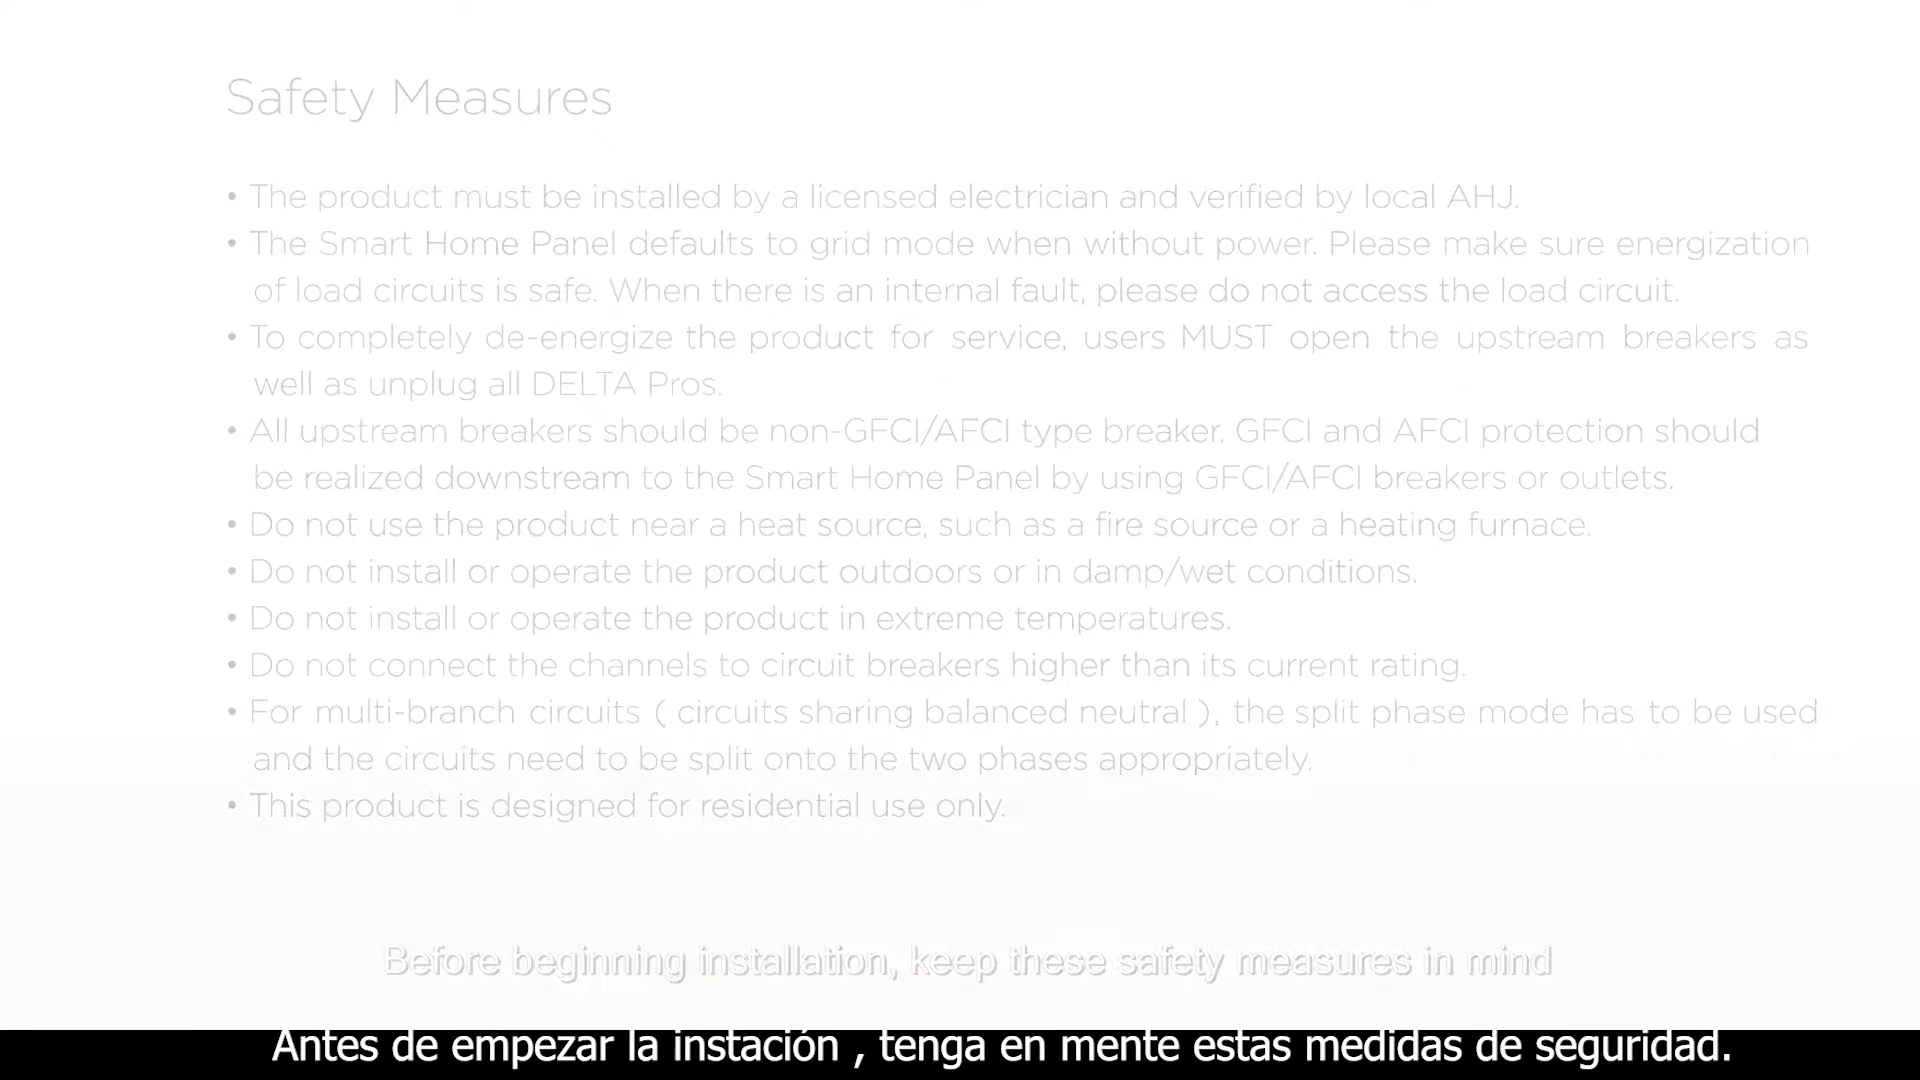 Safety Measures
• The product must be installed by a licensed electrician and verified by local AHJ.
• The Smart Home Panel defaults to grid mode when without power. Please make sure energization
of load circuits is safe. When there is an internal fault, please do not access the load circuit.
• To completely de-energize the product for service, users MUST open the upstream breakers as
well as unplug all DELTA Pros.
• All upstream breakers should be non-GFCI/AFCI type breaker. GFCI and AFCI protection should
be realized downstream to the Smart Home Panel by using GFCI/AFCI breakers or outlets.
• Do not use the product near a heat source, such as a fire source or a heating furnace.
• Do not install or operate the product outdoors or in damp/wet conditions.
• Do not install or operate the product in extreme temperatures.
• Do not connect the channels to circuit breakers higher than its current rating.
• For multi-branch circuits ( circuits sharing balanced neutral ), the split phase mode has to be used
and the circuits need to be split onto the two phases appropriately.
• This product is designed for residential use only.
Before beginning installation, keep these safety measures in mind
Antes de empezar la instación , tenga en mente estas medidas de seguridad.